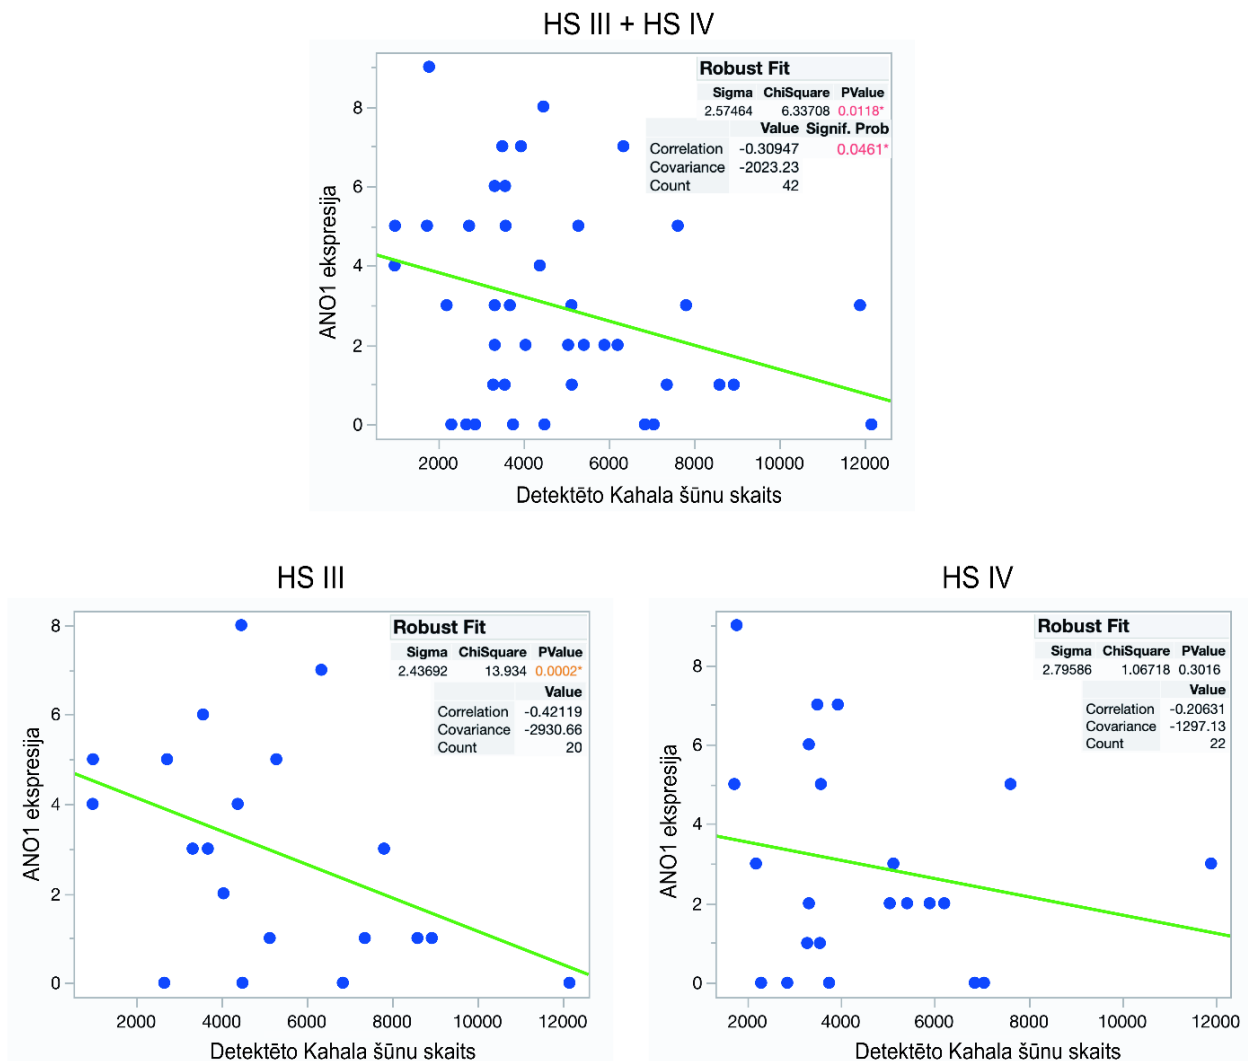 HS III + HS IV
Robust Fit
Sigma ChiSquare PValue
2.57464 6.33708 0.0118*
Value Signif. Prob
Correlation -0.30947 0.0461*
Covariance -2023.23
Count 42
ANO1 ekspresija
8
6
4
2
0
2000 4000 6000 8000 10000 12000
Detektēto Kahala šūnu skaits
HS III
Robust Fit
Sigma ChiSquare PValue
2.43692 13.934 0.0002*
Value
Correlation -0.42119
Covariance -2930.66
Count 20
ANO1 ekspresija
8
6
4
2
0
2000 4000 6000 8000 10000 12000
Detektēto Kahala šūnu skaits
HS IV
Robust Fit
Sigma ChiSquare PValue
2.79586 1.06718 0.3016
Value
Correlation -0.20631
Covariance -1297.13
Count 22
ANO1 ekspresija
8
6
4
2
0
2000 4000 6000 8000 10000 12000
Detektēto Kahala šūnu skaits